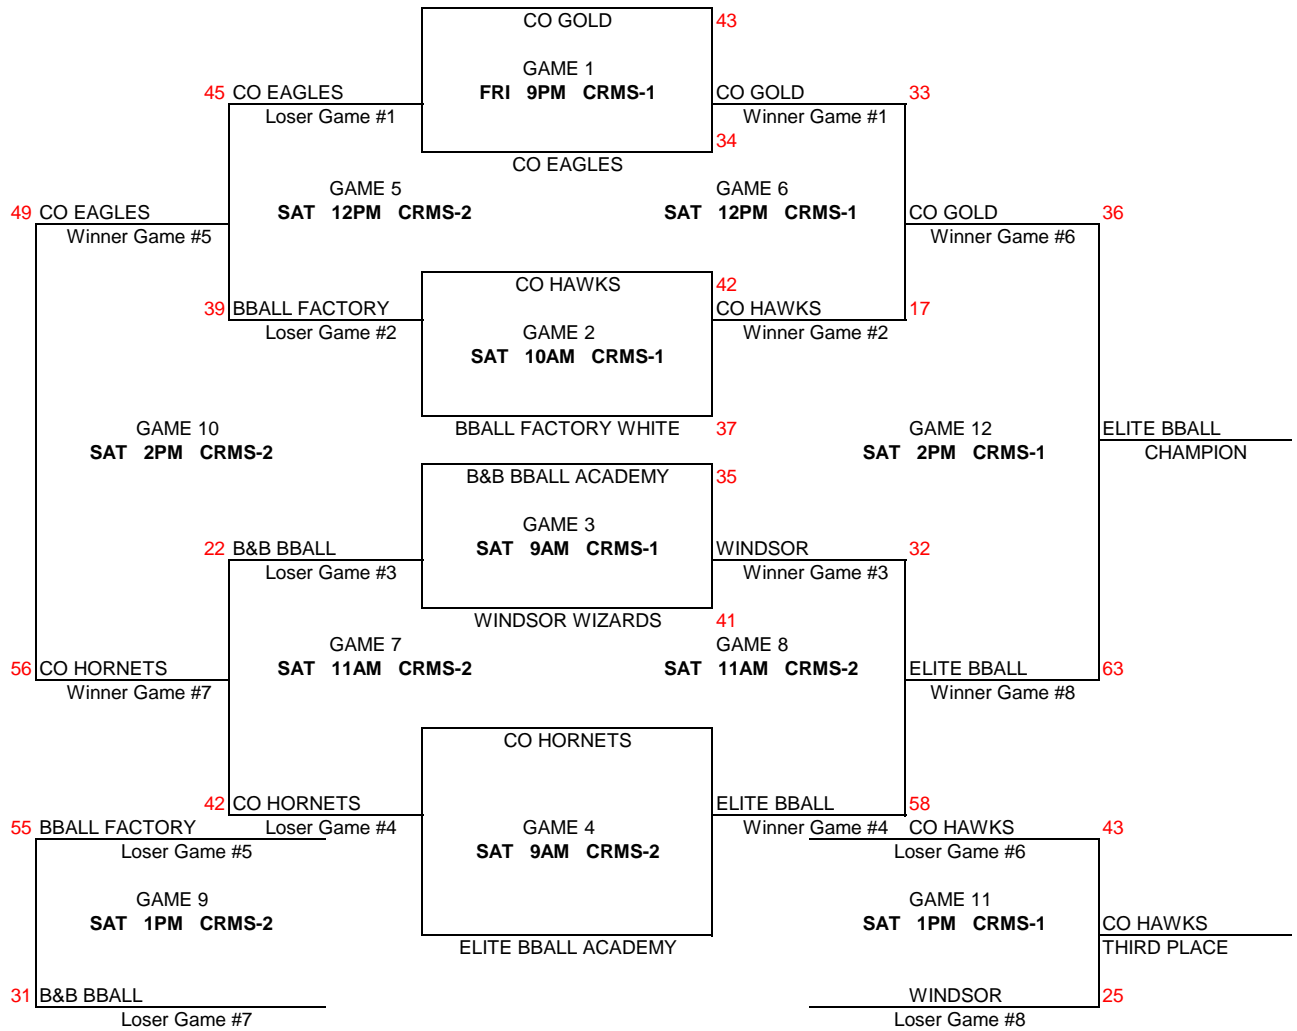 CO GOLD 43
GAME 1
45 CO EAGLES FRI 9PM CRMS-1 CO GOLD 33
Loser Game #1 Winner Game #1
34
CO EAGLES
GAME 5 GAME 6
SAT 12PM CRMS-2 SAT 12PM CRMS-1
49 CO EAGLES CO GOLD 36
Winner Game #5 Winner Game #6
CO HAWKS 42
39 BBALL FACTORY CO HAWKS 17
Loser Game #2 GAME 2 Winner Game #2
SAT 10AM CRMS-1
GAME 10 BBALL FACTORY WHITE 37 GAME 12 ELITE BBALL
SAT 2PM CRMS-2 SAT 2PM CRMS-1 CHAMPION
B&B BBALL ACADEMY 35
GAME 3
22 B&B BBALL SAT 9AM CRMS-1 WINDSOR 32
Loser Game #3 Winner Game #3
WINDSOR WIZARDS 41
GAME 7 GAME 8
56 CO HORNETS SAT 11AM CRMS-2 SAT 11AM CRMS-2 ELITE BBALL 63
Winner Game #7 Winner Game #8
CO HORNETS
42 CO HORNETS ELITE BBALL 58
55 BBALL FACTORY Loser Game #4 GAME 4 Winner Game #4 CO HAWKS 43
Loser Game #5 SAT 9AM CRMS-2 Loser Game #6
GAME 9 GAME 11
SAT 1PM CRMS-2 SAT 1PM CRMS-1 CO HAWKS
ELITE BBALL ACADEMY THIRD PLACE
31 B&B BBALL WINDSOR 25
Loser Game #7 Loser Game #8